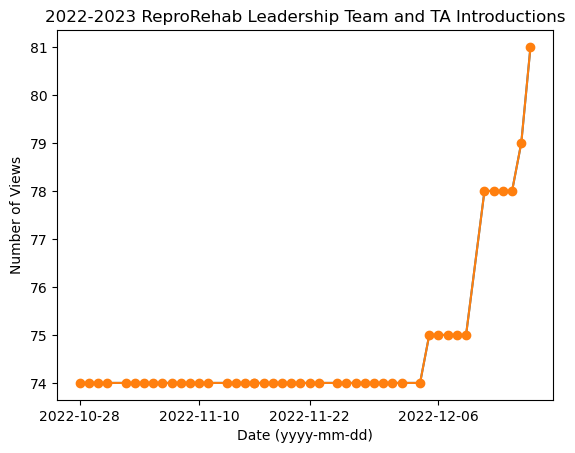 2022-2023 ReproRehab Leadership Team and TA Introductions
81
80
79
78
77
76
75
74
Number of Views
2022-10-28 2022-11-10 2022-11-22 2022-12-06
Date (yyyy-mm-dd)